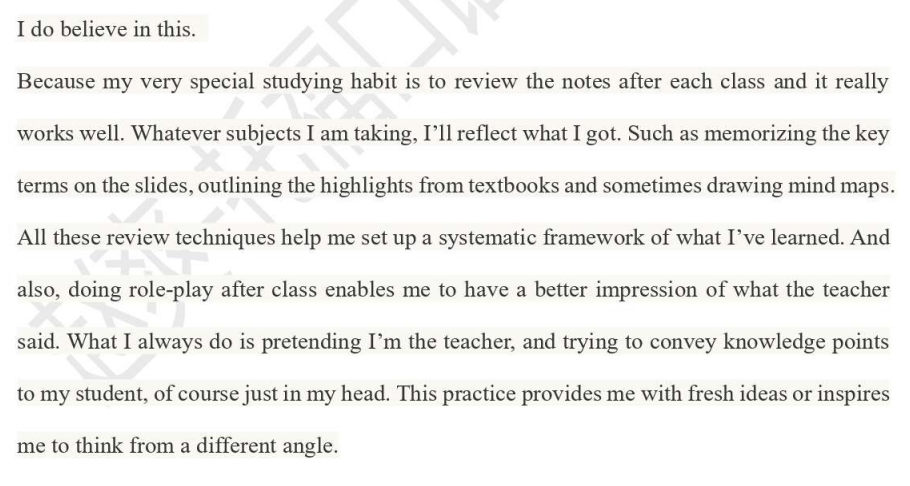 I do believe in this.
Because my very special studying habit is to review the notes after each class and it really
works well. Whatever subjects I am taking, I’ll reflect what I got. Such as memorizing the key
terms on the slides, outlining the highlights from textbooks and sometimes drawing mind maps.
All these review techniques help me set up a systematic framework of what I’ve learned. And
also, doing role-play after class enables me to have a better impression of what the teacher
said. What I always do is pretending I’m the teacher, and trying to convey knowledge points
to my student, of course just in my head. This practice provides me with fresh ideas or inspires
me to think from a different angle.